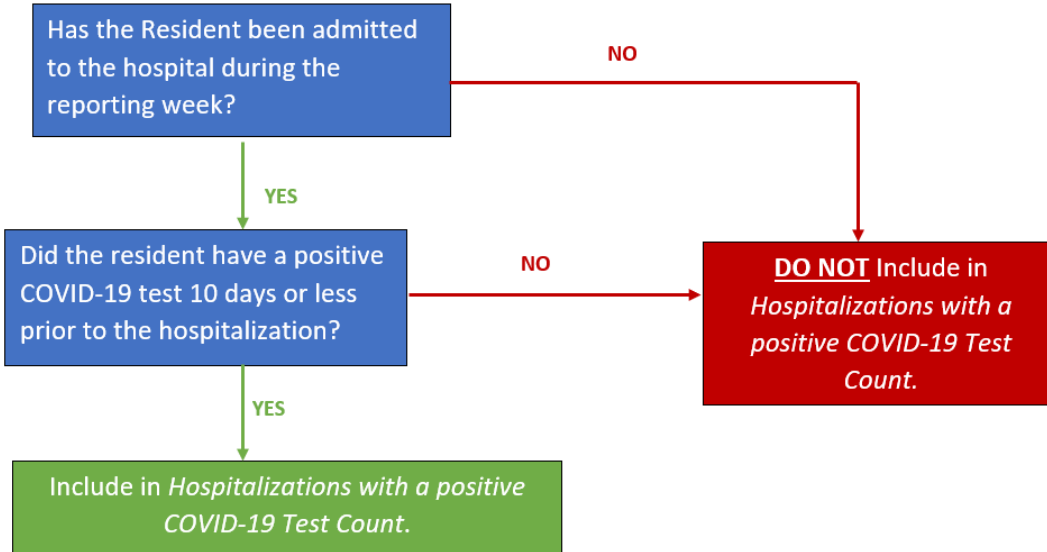 Has the Resident been admitted
to the hospital during the
reporting week?
NO
YES
Did the resident have a positive
COVID-19 test 10 days or less
prior to the hospitalization?
NO
DO NOT Include in
Hospitalizations with a
positive COVID-19 Test
Count.
YES
Include in Hospitalizations with a positive
COVID-19 Test Count.